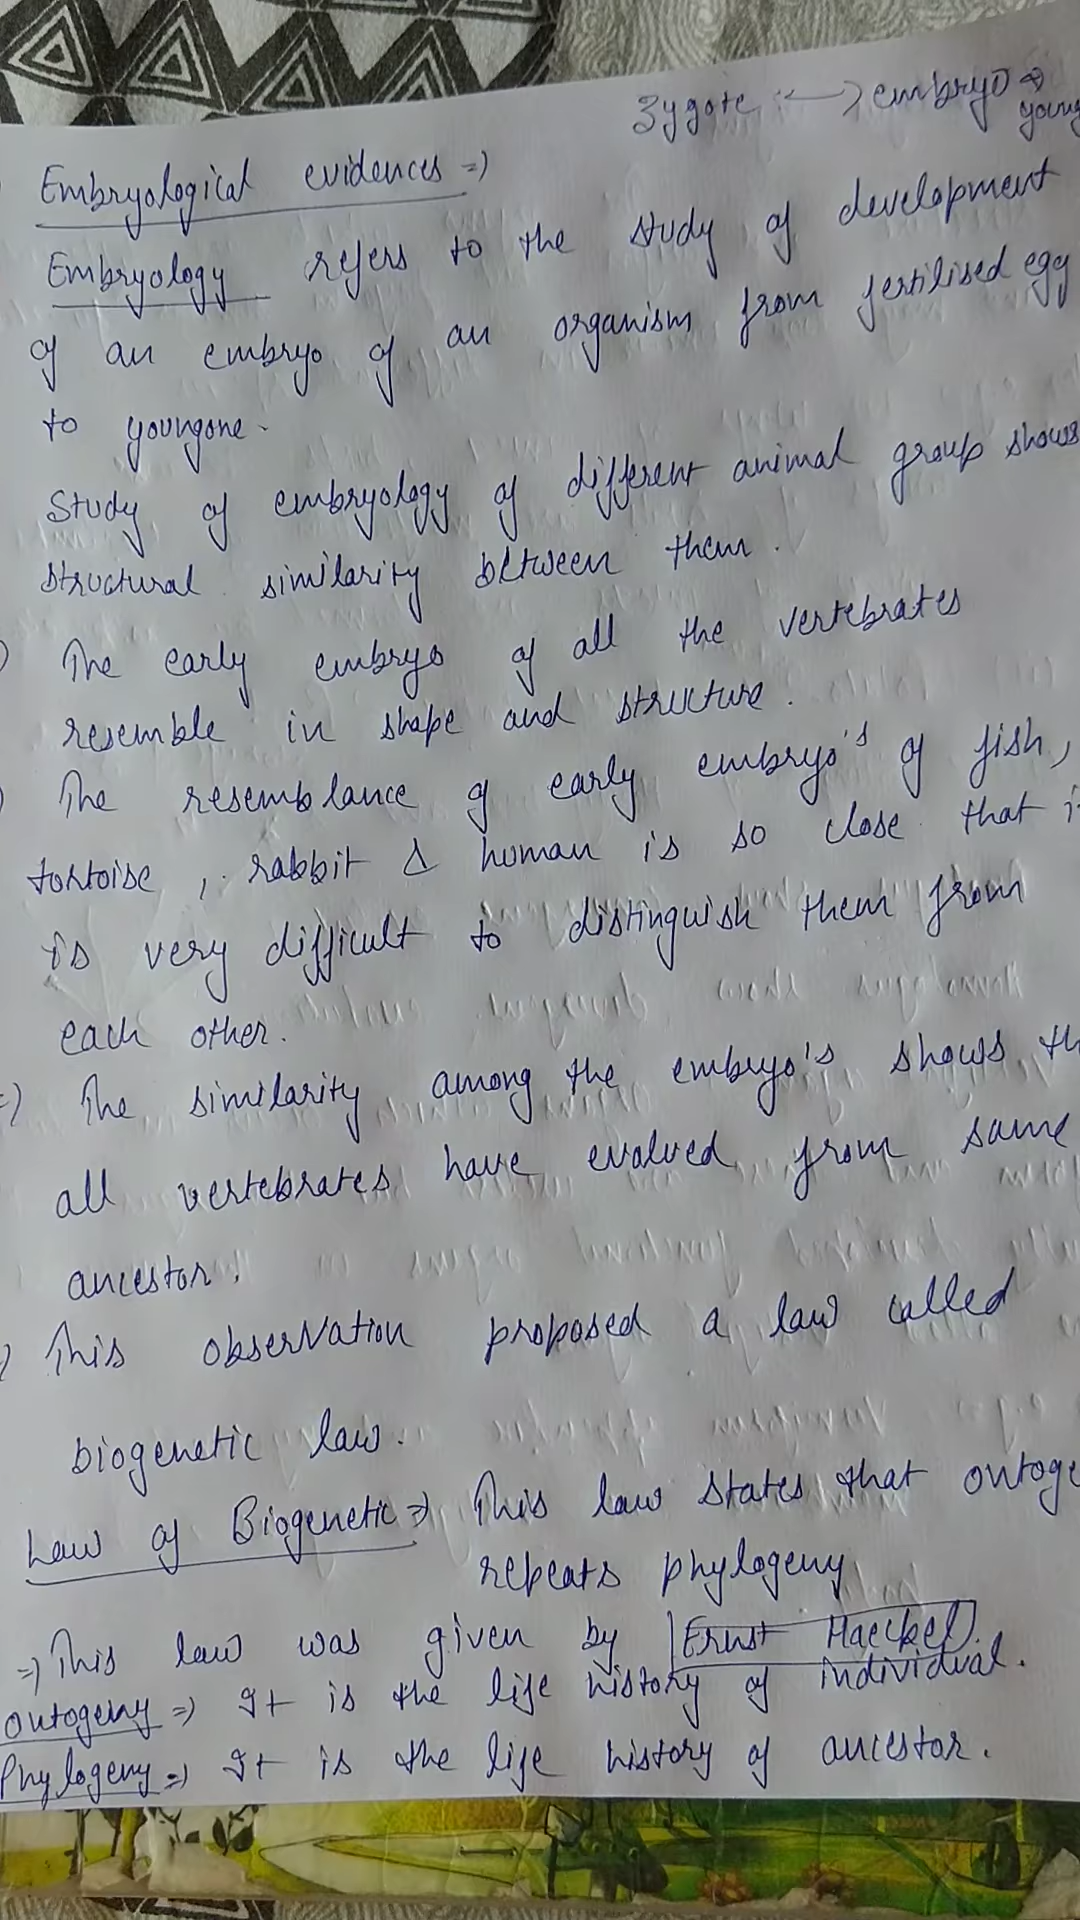 Zygote :—> embryo =>
young
Embryological evidences =>
Embryology refers to the study of development
of an embryo of an organism from fertilised egg
to youngone.
Study of embryology of different animal group shows
structural similarity between them.
The early embryo of all the vertebrates
resemble in shape and structure.
The resemblance of early embryo's of fish,
tortoise, rabbit & human is so close that i
is very difficult to distinguish them from
each other.
=> The similarity among the embryo's shows th
all vertebrates have evolved from same
ancestor.
This observation proposed a law called
biogenetic law.
Law of Biogenetic => This law states that ontoge
repeats phylogeny
=> This law was given by Ernst Haeckel.
Ontogeny => It is the life history of individual.
Phylogeny => It is the life history of ancestor.